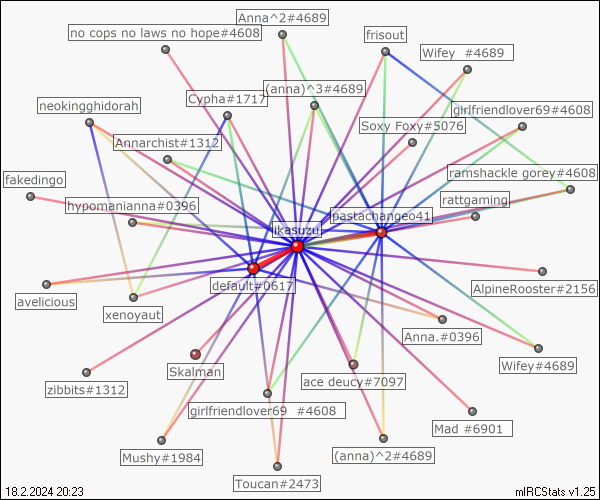 Anna^2#4689
no cops no laws no hope#4608
frisout
Wifey #4689
(anna)^3#4689
Cypha#1717
neokingghidorah
girlfriendlover69#4608
Soxy Foxy#5076
Annarchist#1312
ramshackle gorey#4608
fakedingo
rattgaming
hypomanianna#0396
pastachangeo41
ikasuzu
default#0617
AlpineRooster#2156
avelicious
xenoyaut
Anna.#0396
Wifey#4689
Skalman
ace deucy#7097
zibbits#1312
girlfriendlover69 #4608
Mad #6901
Mushy#1984
(anna)^2#4689
Toucan#2473
18.2.2024 20:23
mIRCStats v1.25